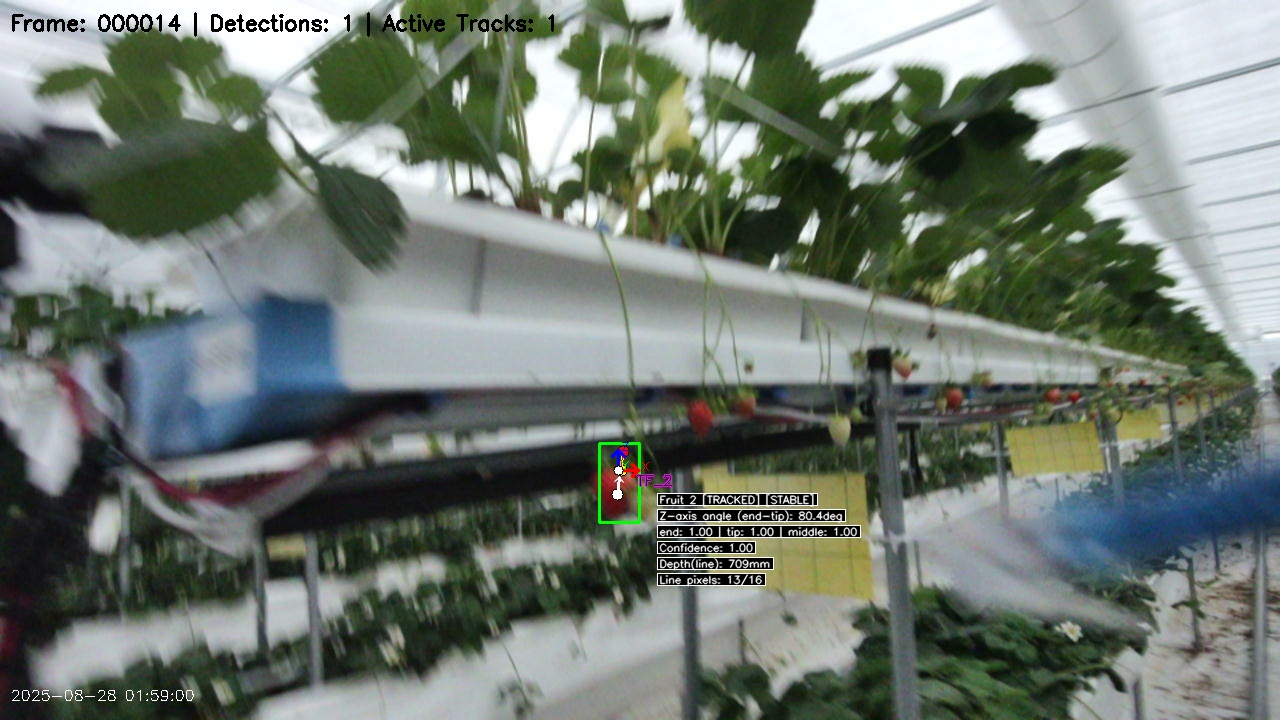 Frame: 000014 | Detections: 1 | Active Tracks: 1
TF_2
Fruit 2 [TRACKED] [STABLE]
Z-axis angle (end-tip): 80.4deg
end: 1.00 | tip: 1.00 | middle: 1.00
Confidence: 1.00
Depth(line): 709mm
Line pixels: 13/16
2025-08-28 01:59:00